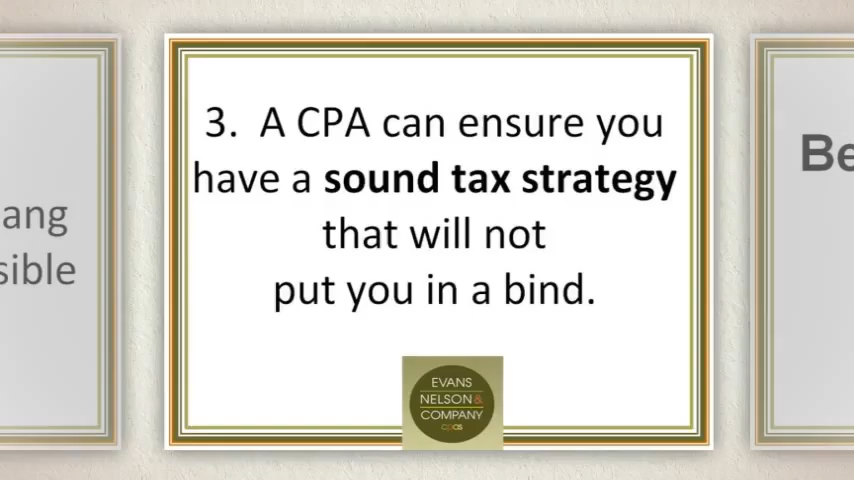 ang
sible
3. A CPA can ensure you
have a sound tax strategy
that will not
put you in a bind.
EVANS
NELSON&
COMPANY
cpas
Be